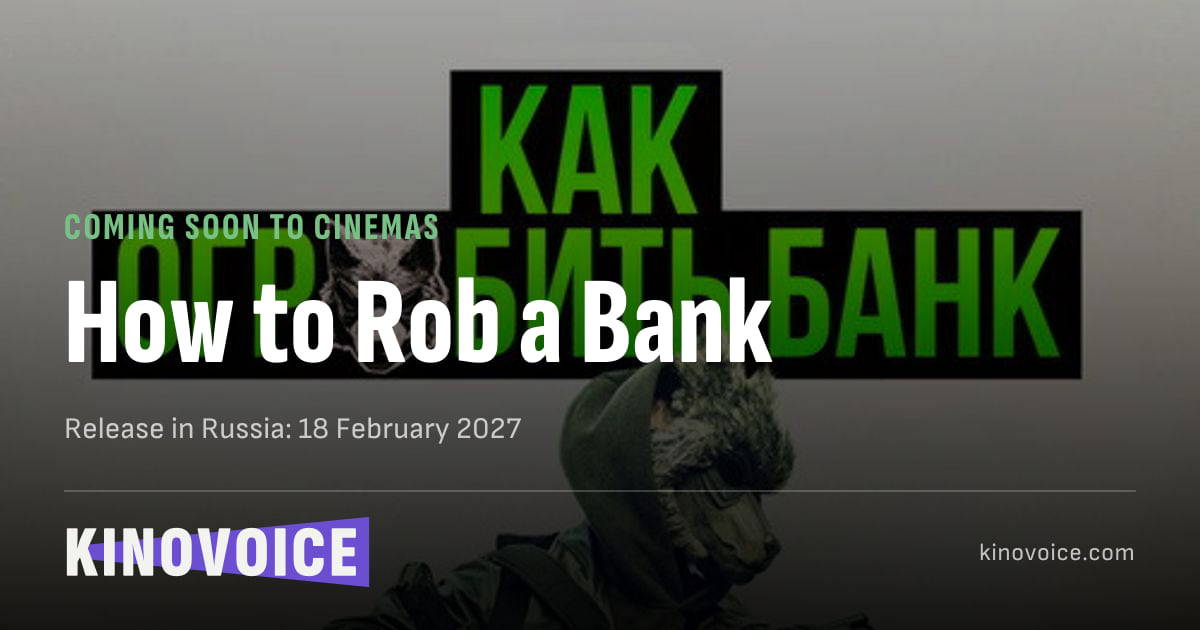 КАК
COMING SOON TO CINEMAS
ОГРБИТЬ БАНК
How to Rob a Bank
Release in Russia: 18 February 2027
KINOVOICE
kinovoice.com